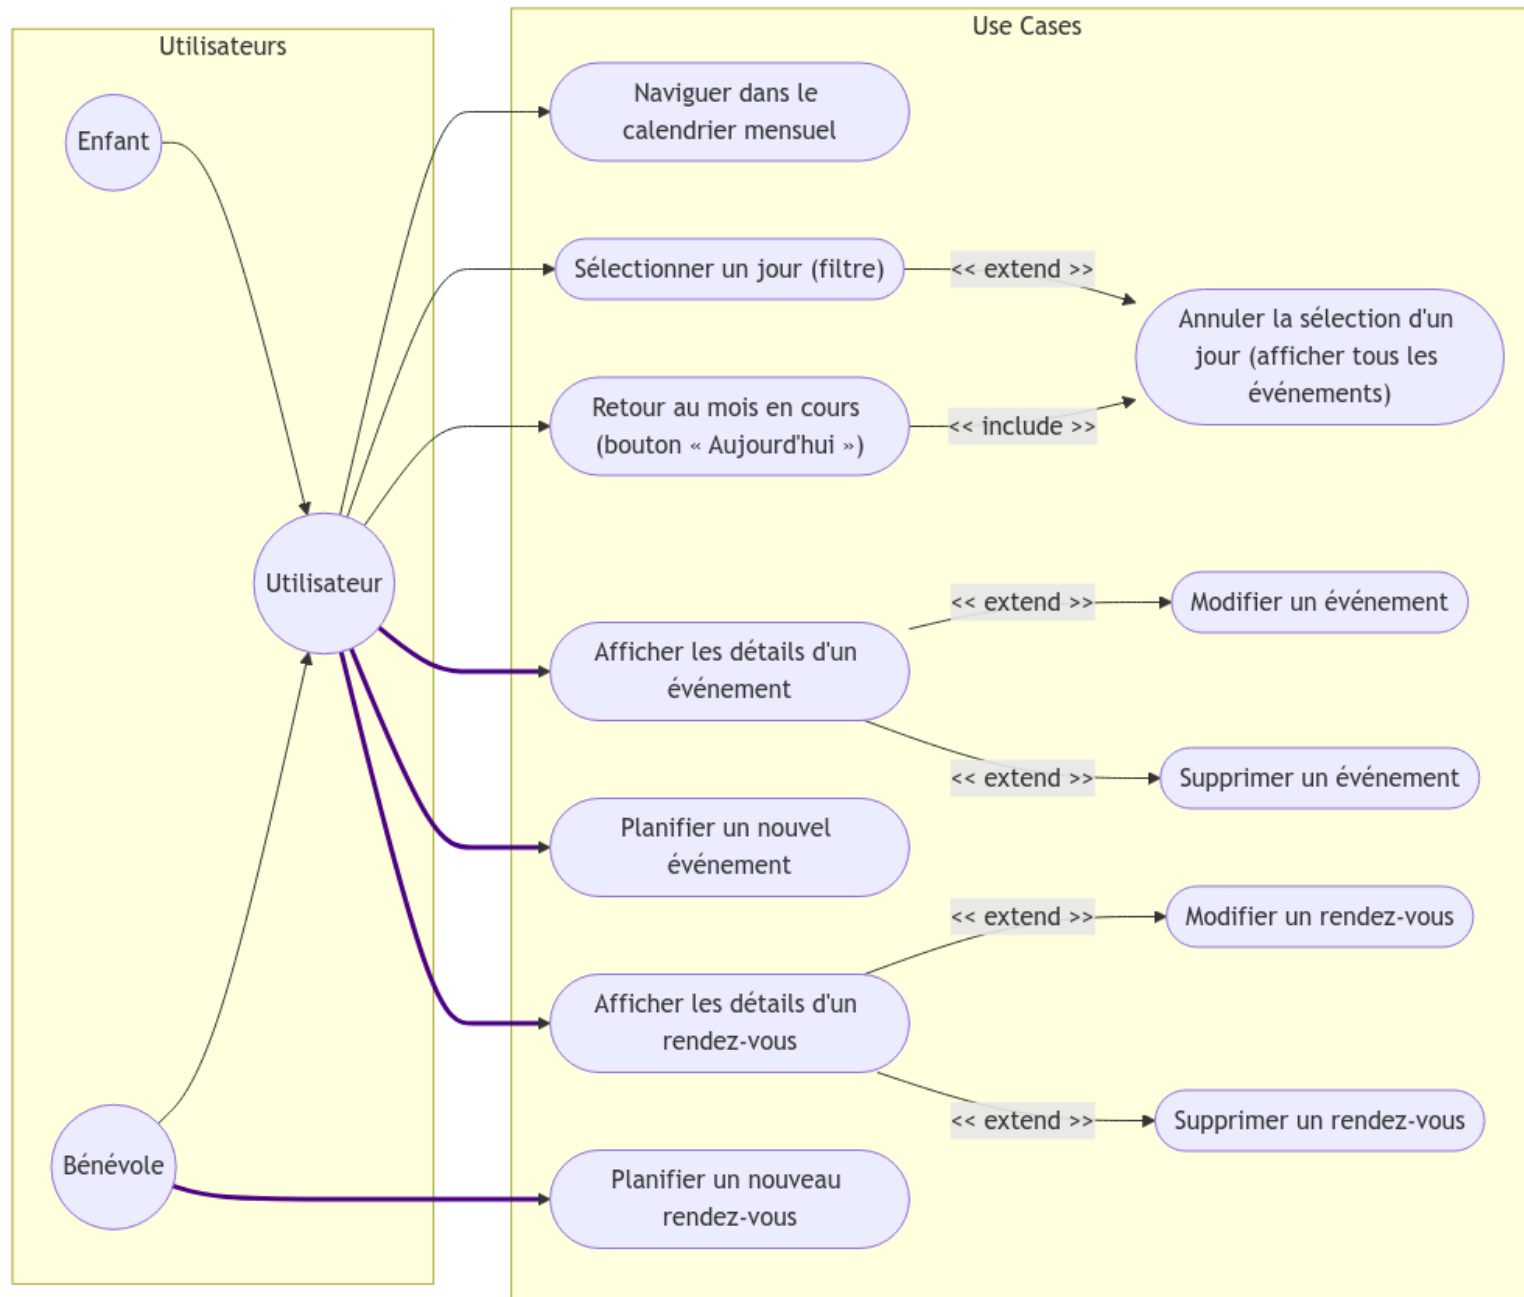 Utilisateurs
Enfant
Utilisateur
Bénévole
Use Cases
Naviguer dans le
calendrier mensuel
Sélectionner un jour (filtre)
<< extend >>
Annuler la sélection d'un
jour (afficher tous les
événements)
Retour au mois en cours
(bouton « Aujourd'hui »)
<< include >>
Afficher les détails d'un
événement
<< extend >>
Modifier un événement
<< extend >>
Supprimer un événement
Planifier un nouvel
événement
Afficher les détails d'un
rendez-vous
<< extend >>
Modifier un rendez-vous
<< extend >>
Supprimer un rendez-vous
Planifier un nouveau
rendez-vous